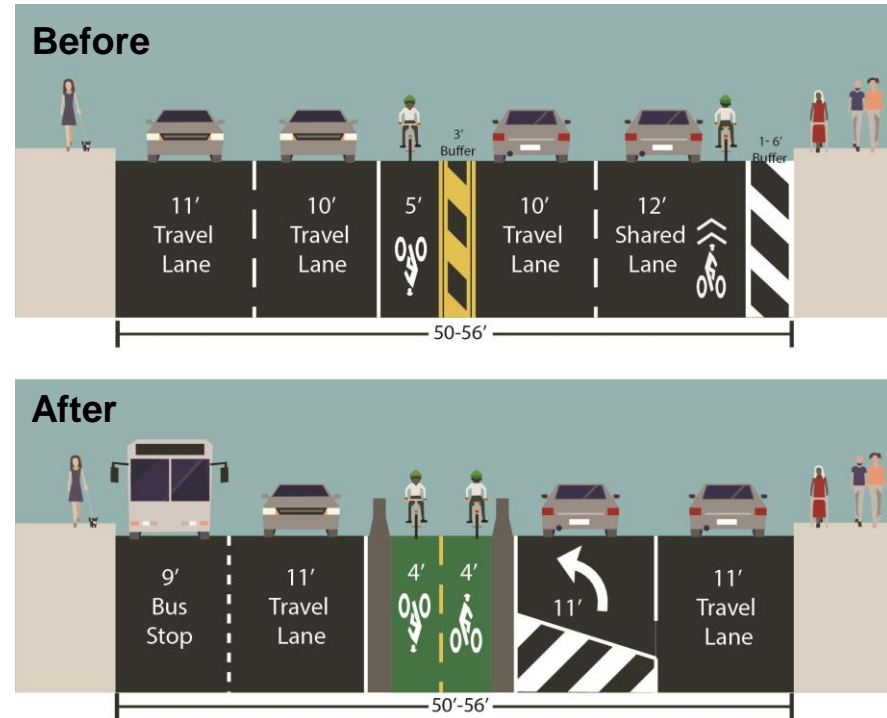 Before
3'
Buffer
1- 6'
Buffer
11'
Travel
Lane
10'
Travel
Lane
5'
10'
Travel
Lane
12'
Shared
Lane
50-56'
After
9'
Bus
Stop
11'
Travel
Lane
4'
4'
11'
11'
Travel
Lane
50'-56'